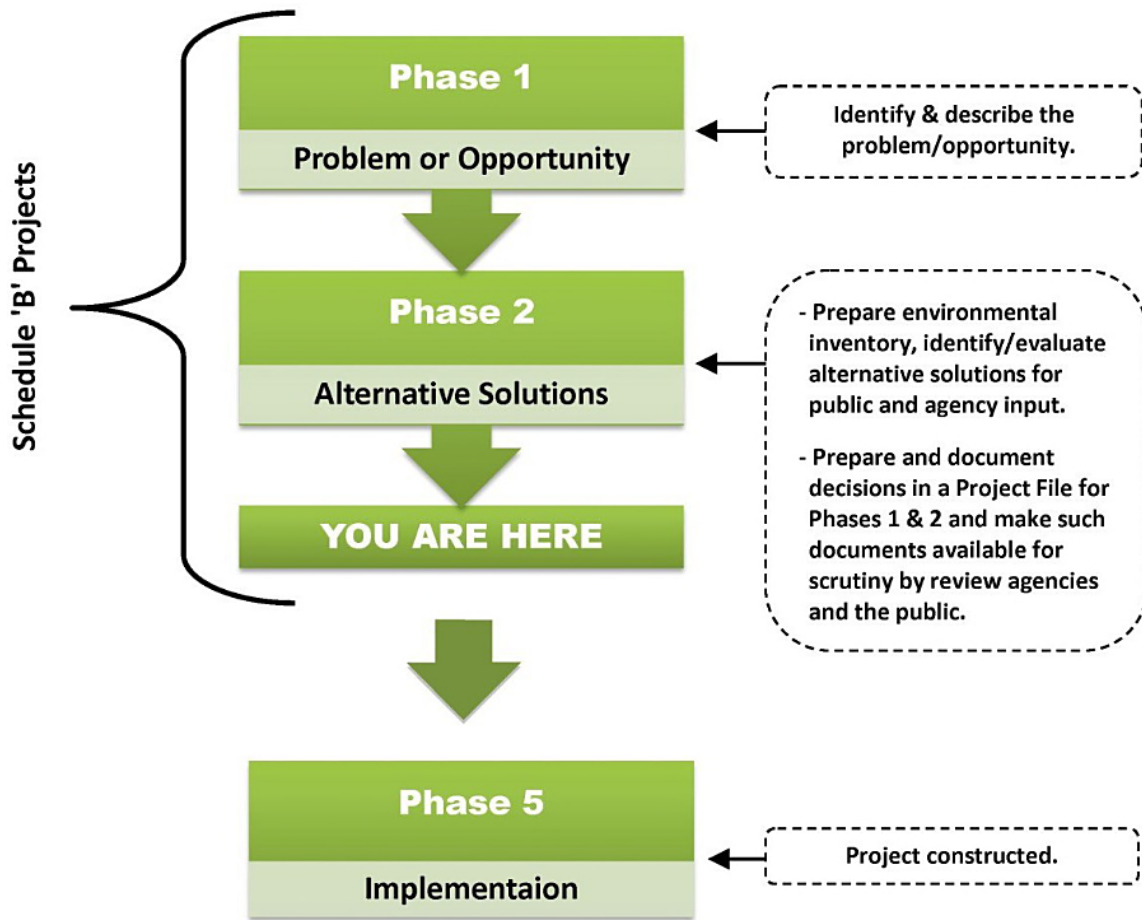 Schedule 'B' Projects
Phase 1
Problem or Opportunity
Identify & describe the
problem/opportunity.
Phase 2
Alternative Solutions
- Prepare environmental
inventory, identify/evaluate
alternative solutions for
public and agency input.
- Prepare and document
decisions in a Project File for
Phases 1 & 2 and make such
documents available for
scrutiny by review agencies
and the public.
YOU ARE HERE
Phase 5
Implementaion
Project constructed.